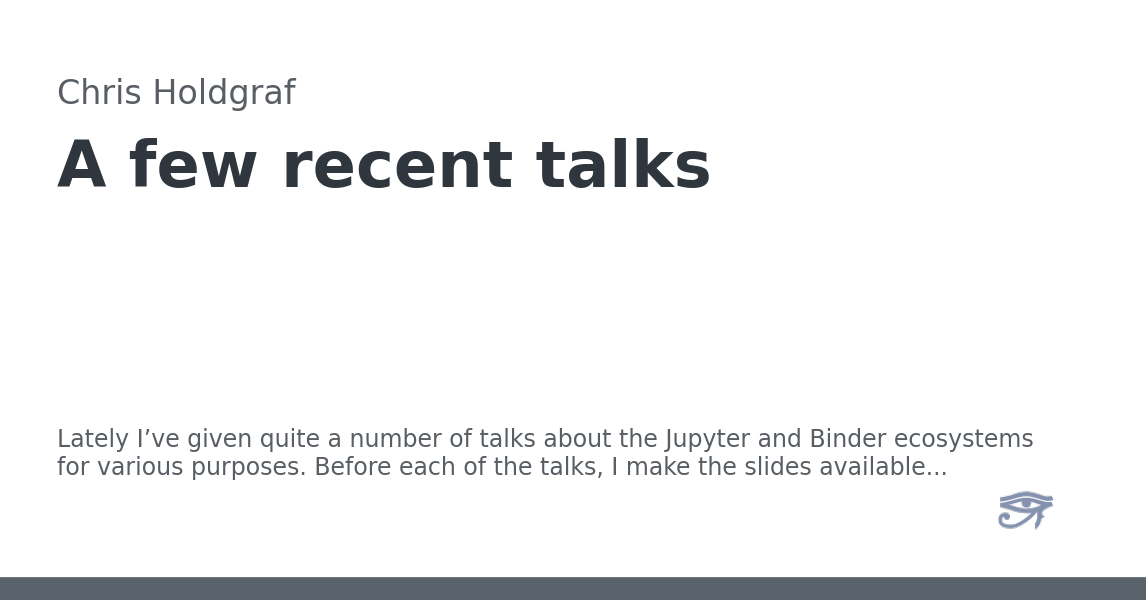 Chris Holdgraf
A few recent talks
Lately I’ve given quite a number of talks about the Jupyter and Binder ecosystems
for various purposes. Before each of the talks, I make the slides available...